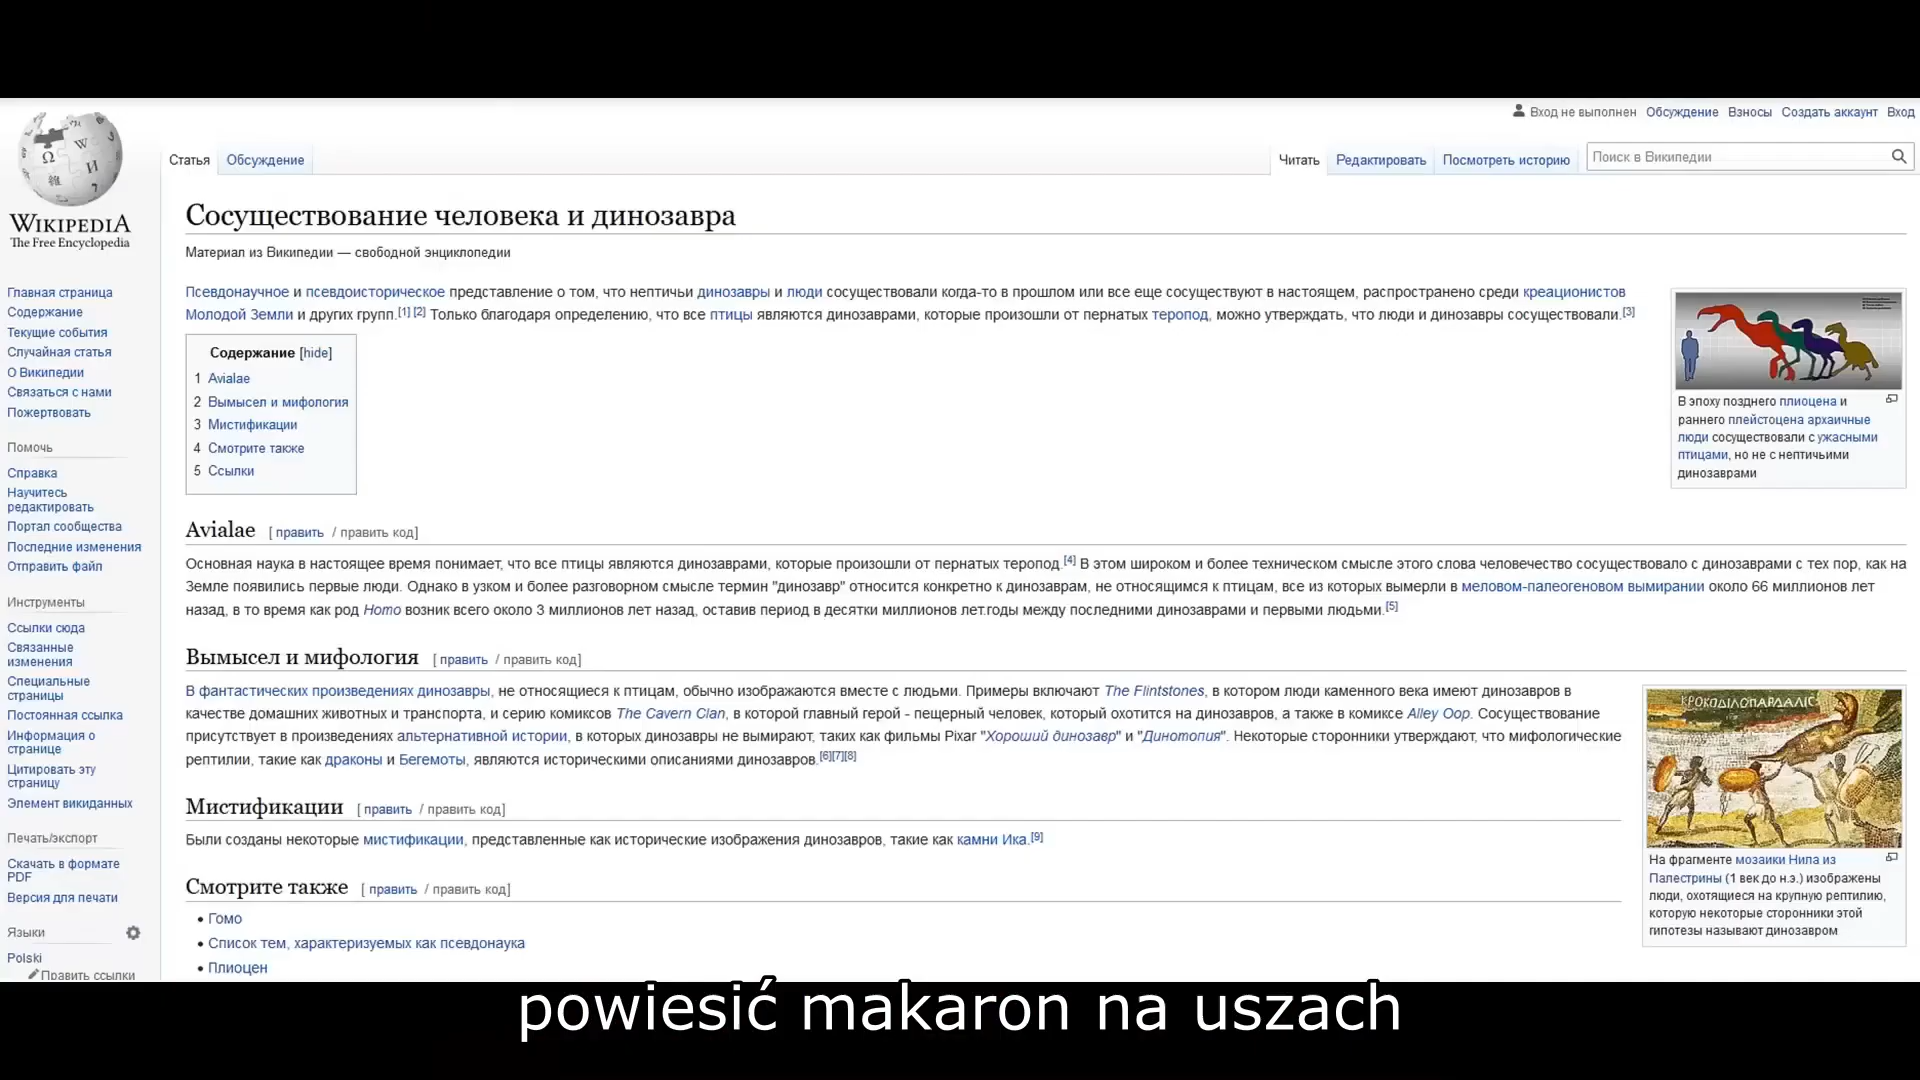 Вход не выполнен Обсуждение Взносы Создать аккаунт Вход
WIKIPEDIA
The Free Encyclopedia
Статья Обсуждение
Читать Редактировать Посмотреть историю Поиск в Википедии
Сосуществование человека и динозавра
Материал из Википедии — свободной энциклопедии
Псевдонаучное и псевдоисторическое представление о том, что нептичьи динозавры и люди сосуществовали когда-то в прошлом или все еще сосуществуют в настоящем, распространено среди креационистов
Молодой Земли и других групп.[1] [2] Только благодаря определению, что все птицы являются динозаврами, которые произошли от пернатых теропод, можно утверждать, что люди и динозавры сосуществовали.[3]
Содержание [hide]
1 Avialae
2 Вымысел и мифология
3 Мистификации
4 Смотрите также
5 Ссылки
В эпоху позднего плиоцена и
раннего плейстоцена архаичные
люди сосуществовали с ужасными
птицами, но не с нептичьими
динозаврами
Avialae [ править / править код]
Основная наука в настоящее время понимает, что все птицы являются динозаврами, которые произошли от пернатых теропод.[4] В этом широком и более техническом смысле этого слова человечество сосуществовало с динозаврами с тех пор, как на
Земле появились первые люди. Однако в узком и более разговорном смысле термин "динозавр" относится конкретно к динозаврам, не относящимся к птицам, все из которых вымерли в меловом-палеогеновом вымирании около 66 миллионов лет
назад, в то время как род Homo возник всего около 3 миллионов лет назад, оставив период в десятки миллионов лет.годы между последними динозаврами и первыми людьми.[5]
Вымысел и мифология [ править / править код]
В фантастических произведениях динозавры, не относящиеся к птицам, обычно изображаются вместе с людьми. Примеры включают The Flintstones, в котором люди каменного века имеют динозавров в
качестве домашних животных и транспорта, и серию комиксов The Cavern Clan, в которой главный герой - пещерный человек, который охотится на динозавров, а также в комиксе Alley Oop. Сосуществование
присутствует в произведениях альтернативной истории, в которых динозавры не вымирают, таких как фильмы Pixar "Хороший динозавр" и "Динотопия". Некоторые сторонники утверждают, что мифологические
рептилии, такие как драконы и Бегемоты, являются историческими описаниями динозавров.[6][7][8]
ΚΡΟΚΟΔΙΛΟΠΑΡΔΑΛΙC
На фрагменте мозаики Нила из
Палестрины (1 век до н.э.) изображены
люди, охотящиеся на крупную рептилию,
которую некоторые сторонники этой
гипотезы называют динозавром
Мистификации [ править / править код]
Были созданы некоторые мистификации, представленные как исторические изображения динозавров, такие как камни Ика.[9]
Смотрите также [ править / править код]
• Гомо
• Список тем, характеризуемых как псевдонаука
• Плиоцен
Главная страница
Содержание
Текущие события
Случайная статья
О Википедии
Связаться с нами
Пожертвовать
Помочь
Справка
Научитесь
редактировать
Портал сообщества
Последние изменения
Отправить файл
Инструменты
Ссылки сюда
Связанные
изменения
Специальные
страницы
Постоянная ссылка
Информация о
странице
Цитировать эту
страницу
Элемент викиданных
Печать/экспорт
Скачать в формате
PDF
Версия для печати
Языки
Polski
Править ссылки
powiesić makaron na uszach